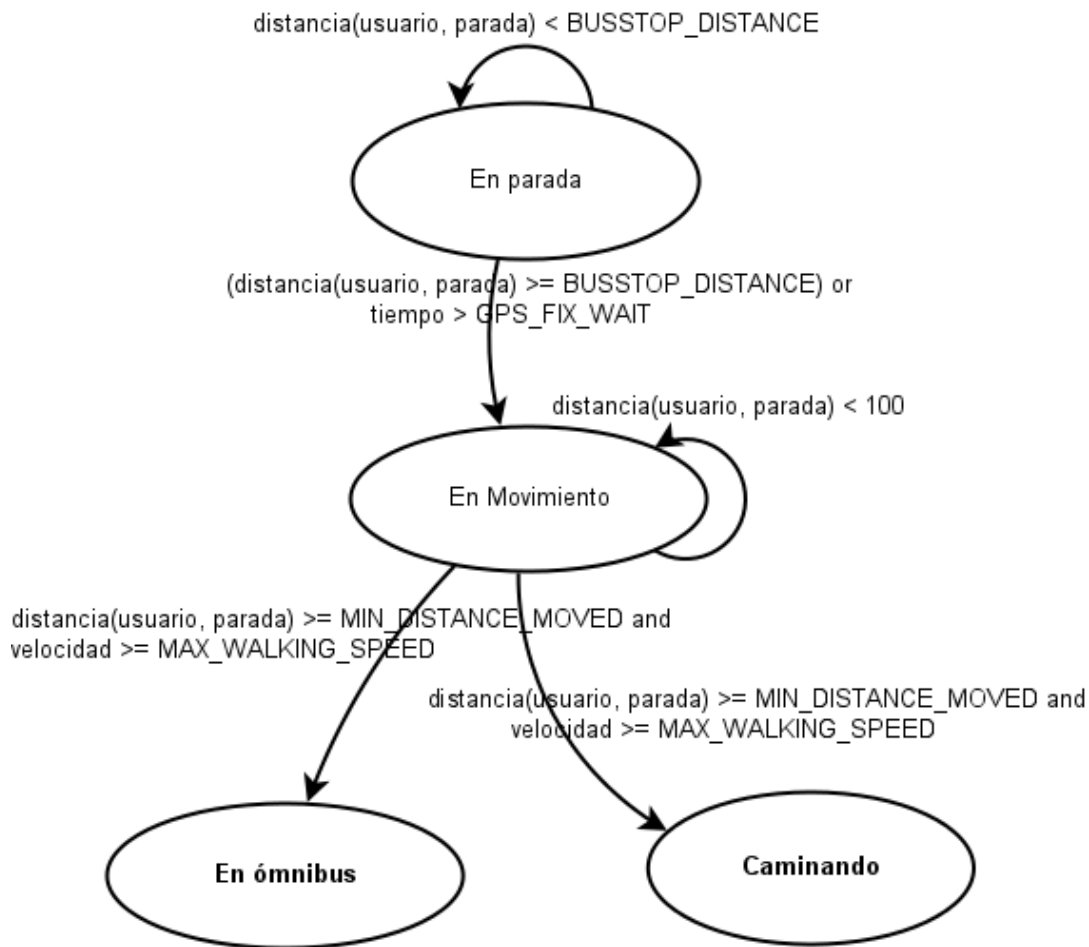 distancia(usuario, parada) < BUSSTOP_DISTANCE
En parada
(distancia(usuario, parada) >= BUSSTOP_DISTANCE) or
tiempo > GPS_FIX_WAIT
distancia(usuario, parada) < 100
En Movimiento
distancia(usuario, parada) >= MIN_DISTANCE_MOVED and
velocidad >= MAX_WALKING_SPEED
distancia(usuario, parada) >= MIN_DISTANCE_MOVED and
velocidad >= MAX_WALKING_SPEED
En ómnibus
Caminando